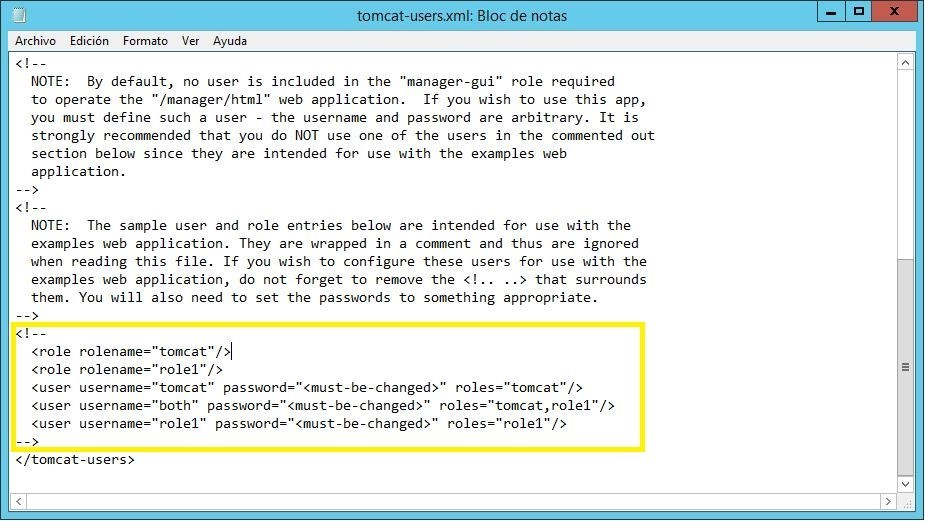 tomcat-users.xml: Bloc de notas
Archivo Edición Formato Ver Ayuda
<!--
  NOTE:  By default, no user is included in the "manager-gui" role required
  to operate the "/manager/html" web application.  If you wish to use this app,
  you must define such a user - the username and password are arbitrary. It is
  strongly recommended that you do NOT use one of the users in the commented out
  section below since they are intended for use with the examples web
  application.
-->
<!--
  NOTE:  The sample user and role entries below are intended for use with the
  examples web application. They are wrapped in a comment and thus are ignored
  when reading this file. If you wish to configure these users for use with the
  examples web application, do not forget to remove the <!.. ..> that surrounds
  them. You will also need to set the passwords to something appropriate.
-->
<!--
  <role rolename="tomcat"/>
  <role rolename="role1"/>
  <user username="tomcat" password="<must-be-changed>" roles="tomcat"/>
  <user username="both" password="<must-be-changed>" roles="tomcat,role1"/>
  <user username="role1" password="<must-be-changed>" roles="role1"/>
-->
</tomcat-users>